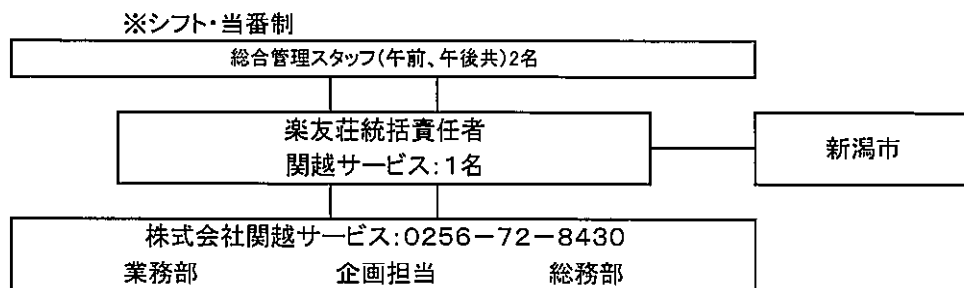 ※シフト・当番制
総合管理スタッフ(午前、午後共)2名
楽友荘統括責任者
関越サービス:1名
新潟市
株式会社関越サービス:0256-72-8430
業務部 企画担当 総務部